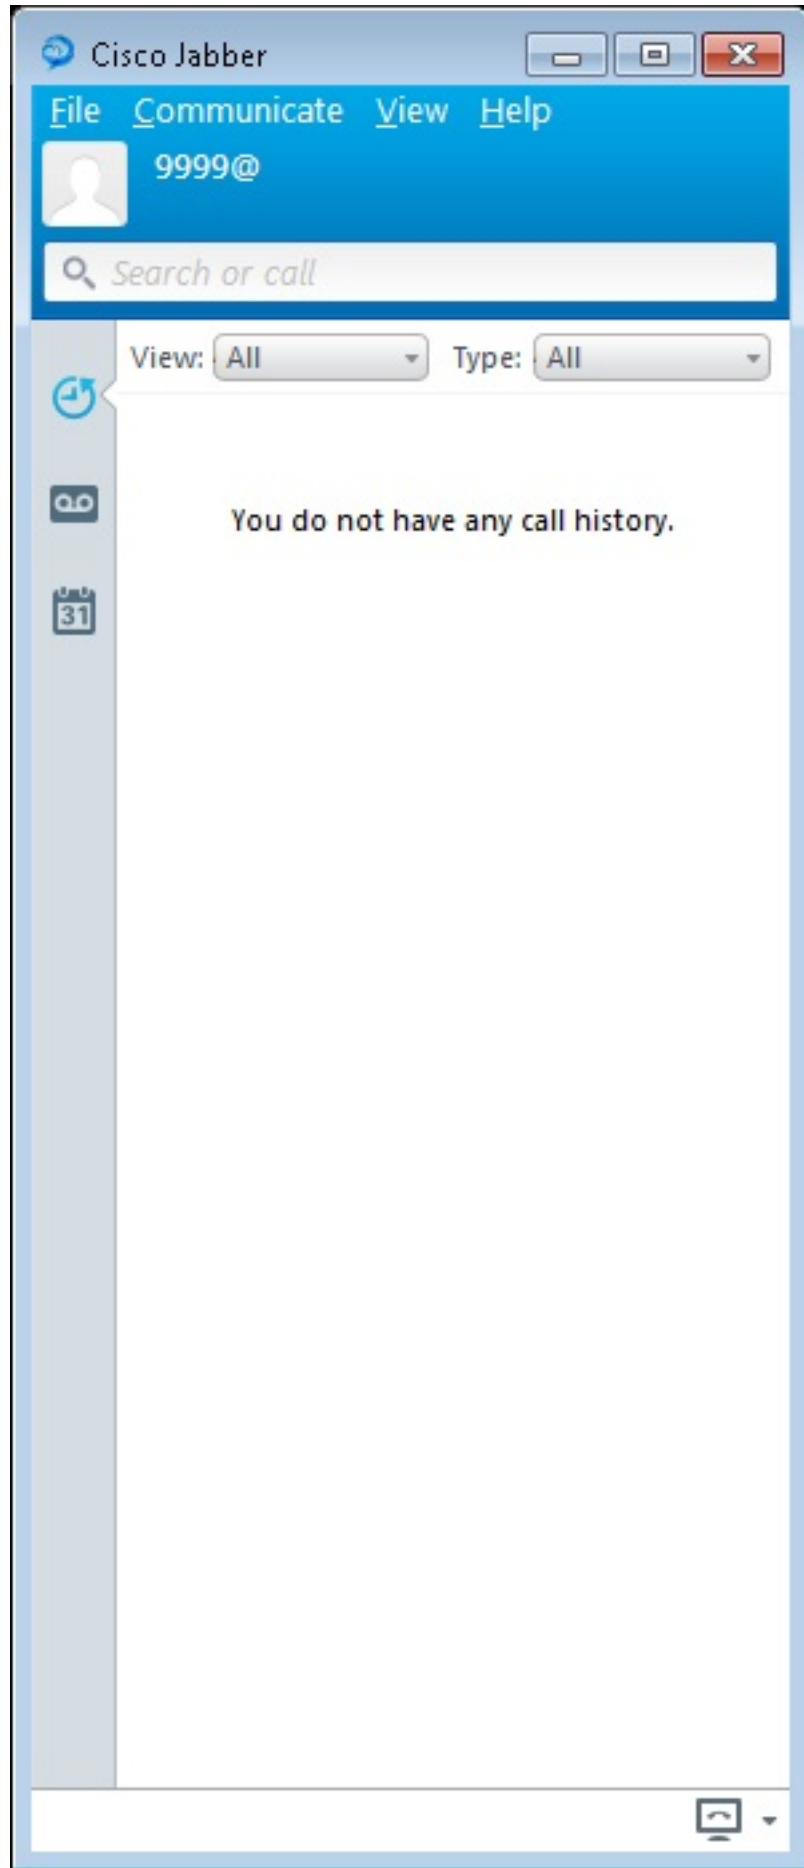 Cisco Jabber
File Communicate View Help
9999@
Search or call
View: All Type: All
You do not have any call history.
31